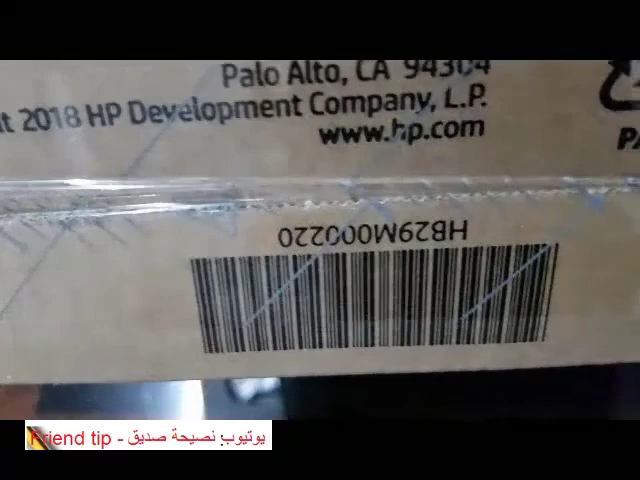 Palo Alto, CA 94304
2018 HP Development Company, L.P.
www.hp.com
HB29M000220
يوتيوب: نصيحة صديق - Friend tip